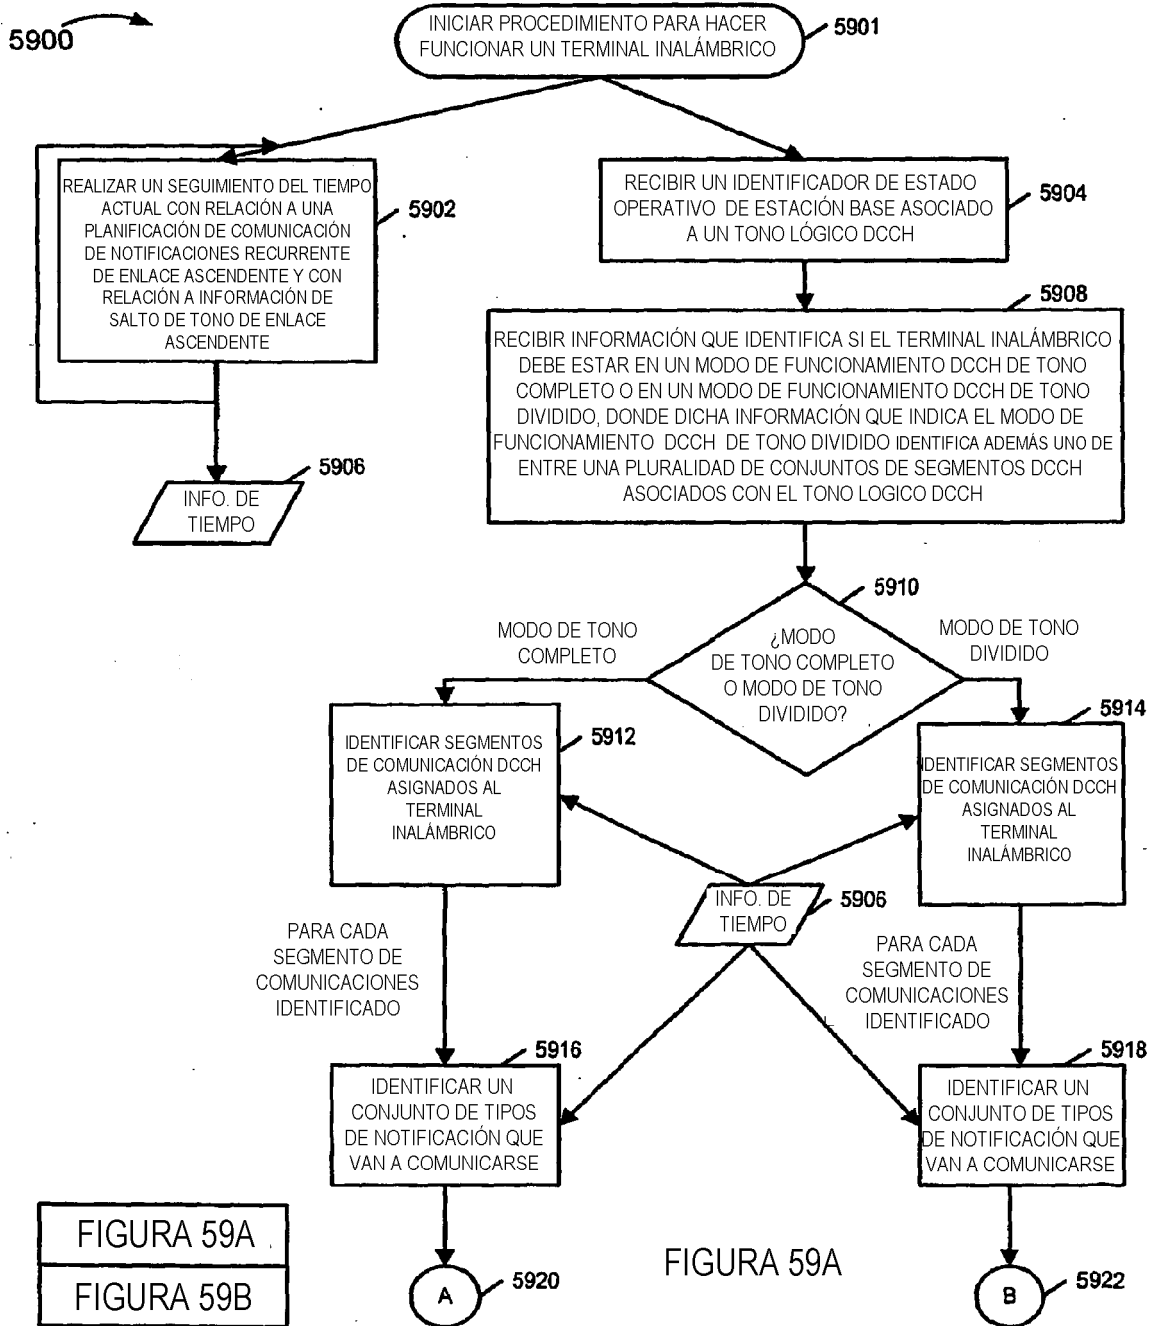 5900
INICIAR PROCEDIMIENTO PARA HACER
FUNCIONAR UN TERMINAL INALÁMBRICO
5901
REALIZAR UN SEGUIMIENTO DEL TIEMPO
ACTUAL CON RELACIÓN A UNA
PLANIFICACIÓN DE COMUNICACIÓN
DE NOTIFICACIONES RECURRENTE
DE ENLACE ASCENDENTE Y CON
RELACIÓN A INFORMACIÓN DE
SALTO DE TONO DE ENLACE
ASCENDENTE
5902
RECIBIR UN IDENTIFICADOR DE ESTADO
OPERATIVO DE ESTACIÓN BASE ASOCIADO
A UN TONO LÓGICO DCCH
5904
5906
INFO. DE
TIEMPO
5908
RECIBIR INFORMACIÓN QUE IDENTIFICA SI EL TERMINAL INALÁMBRICO
DEBE ESTAR EN UN MODO DE FUNCIONAMIENTO DCCH DE TONO
COMPLETO O EN UN MODO DE FUNCIONAMIENTO DCCH DE TONO
DIVIDIDO, DONDE DICHA INFORMACIÓN QUE INDICA EL MODO DE
FUNCIONAMIENTO DCCH DE TONO DIVIDIDO IDENTIFICA ADEMÁS UNO DE
ENTRE UNA PLURALIDAD DE CONJUNTOS DE SEGMENTOS DCCH
ASOCIADOS CON EL TONO LOGICO DCCH
5910
MODO DE TONO
COMPLETO
¿MODO
DE TONO COMPLETO
O MODO DE TONO
DIVIDIDO?
MODO DE TONO
DIVIDIDO
5912
IDENTIFICAR SEGMENTOS
DE COMUNICACIÓN DCCH
ASIGNADOS AL
TERMINAL
INALÁMBRICO
5914
IDENTIFICAR SEGMENTOS
DE COMUNICACIÓN DCCH
ASIGNADOS AL
TERMINAL
INALÁMBRICO
INFO. DE
TIEMPO
5906
PARA CADA
SEGMENTO DE
COMUNICACIONES
IDENTIFICADO
PARA CADA
SEGMENTO DE
COMUNICACIONES
IDENTIFICADO
5916
IDENTIFICAR UN
CONJUNTO DE TIPOS
DE NOTIFICACIÓN QUE
VAN A COMUNICARSE
5918
IDENTIFICAR UN
CONJUNTO DE TIPOS
DE NOTIFICACIÓN QUE
VAN A COMUNICARSE
FIGURA 59A
FIGURA 59B
A
5920
FIGURA 59A
B
5922